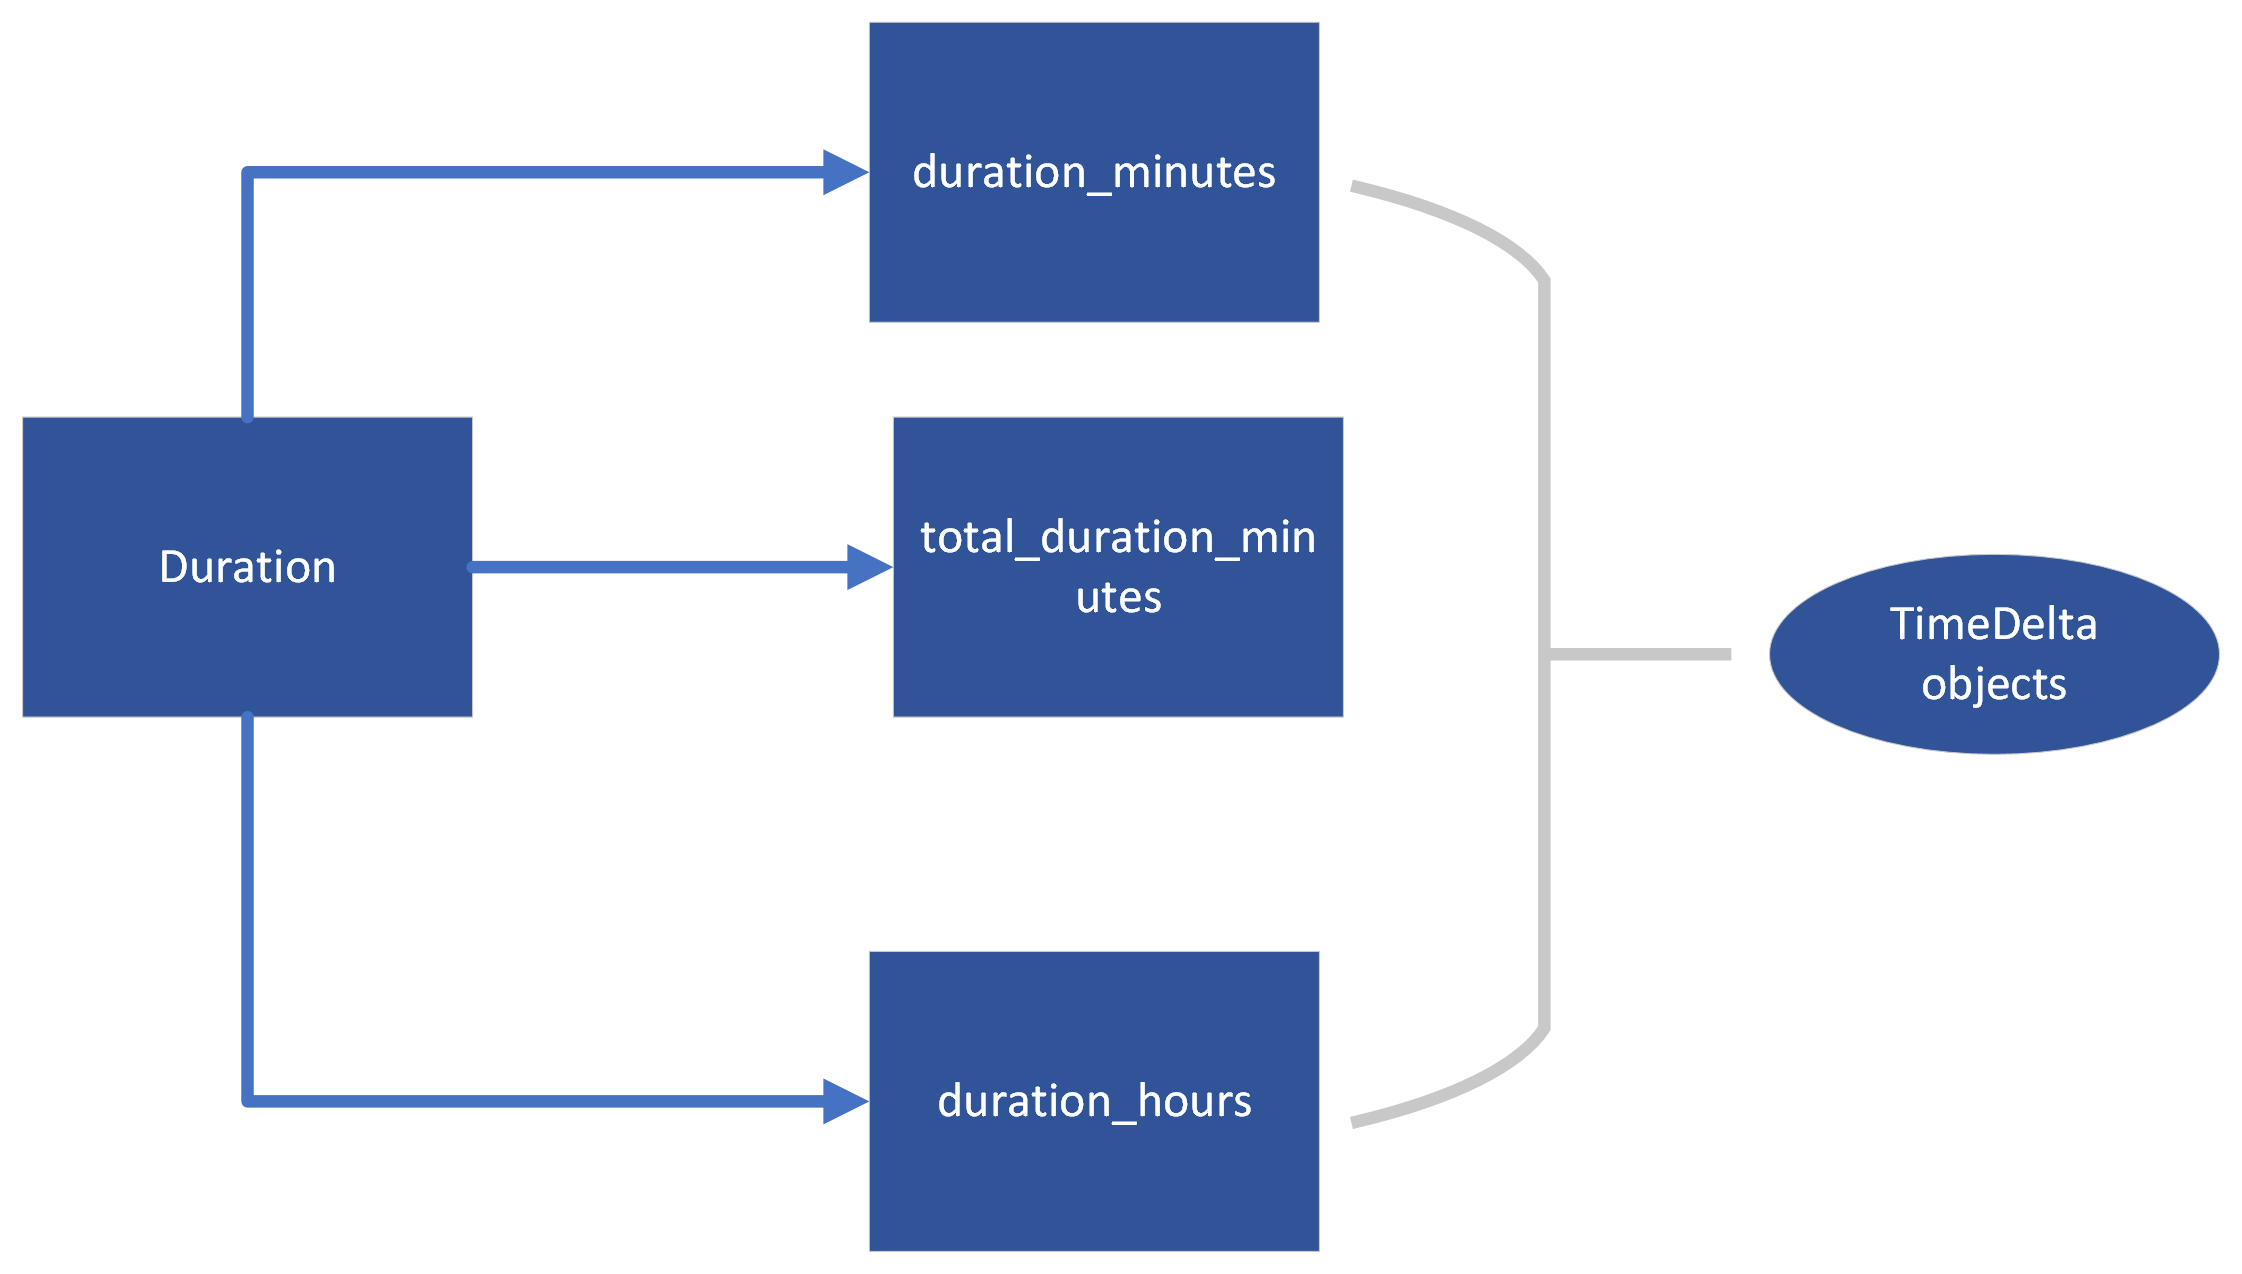 duration_minutes
Duration
total_duration_min
utes
TimeDelta
objects
duration_hours